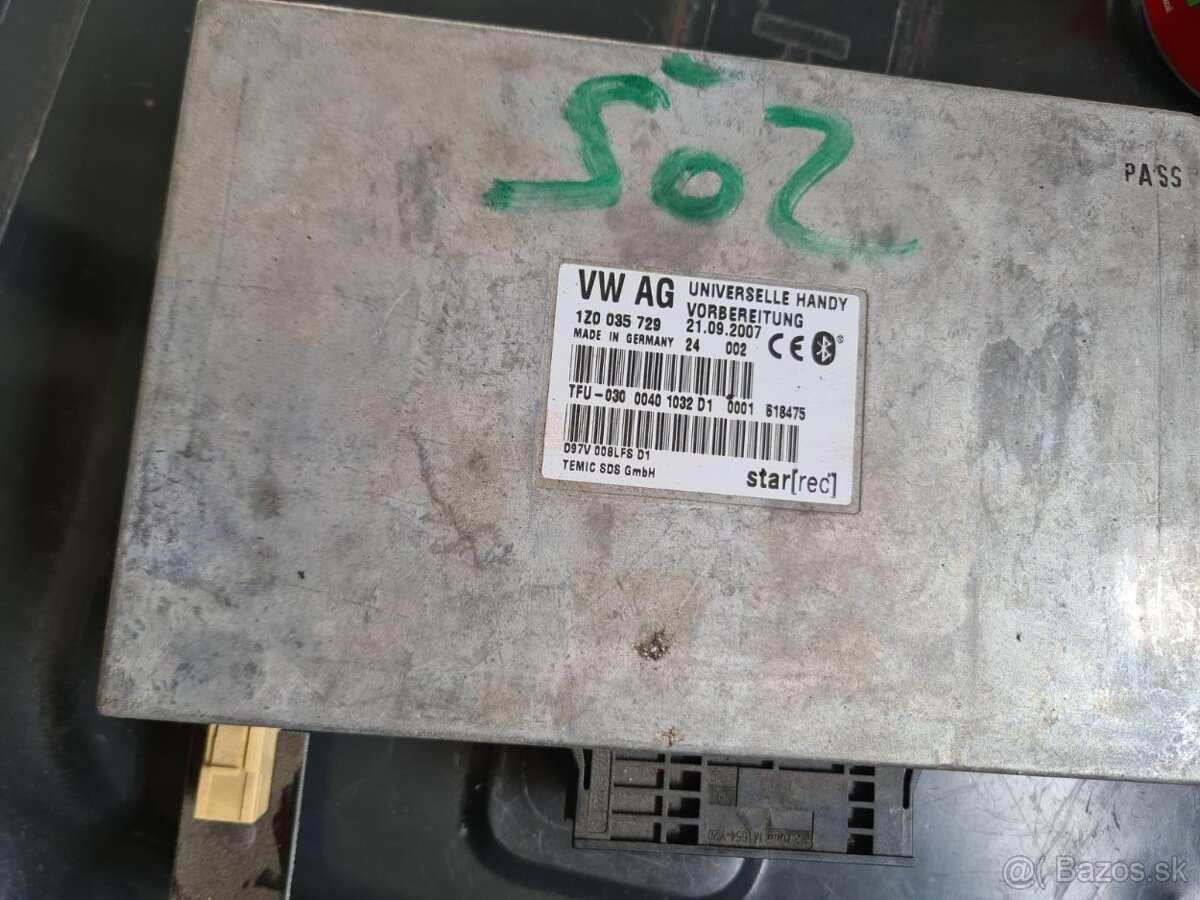 202
PASS
VW AG UNIVERSELLE HANDY
VORBEREITUNG
1Z0 035 729 21.09.2007
MADE IN GERMANY 24 002 CE
TFU-030 0040 1032 D1 0001 618475
D97V 008LFS D1
TEMIC SDS GmbH star[rec]
Bazos.sk